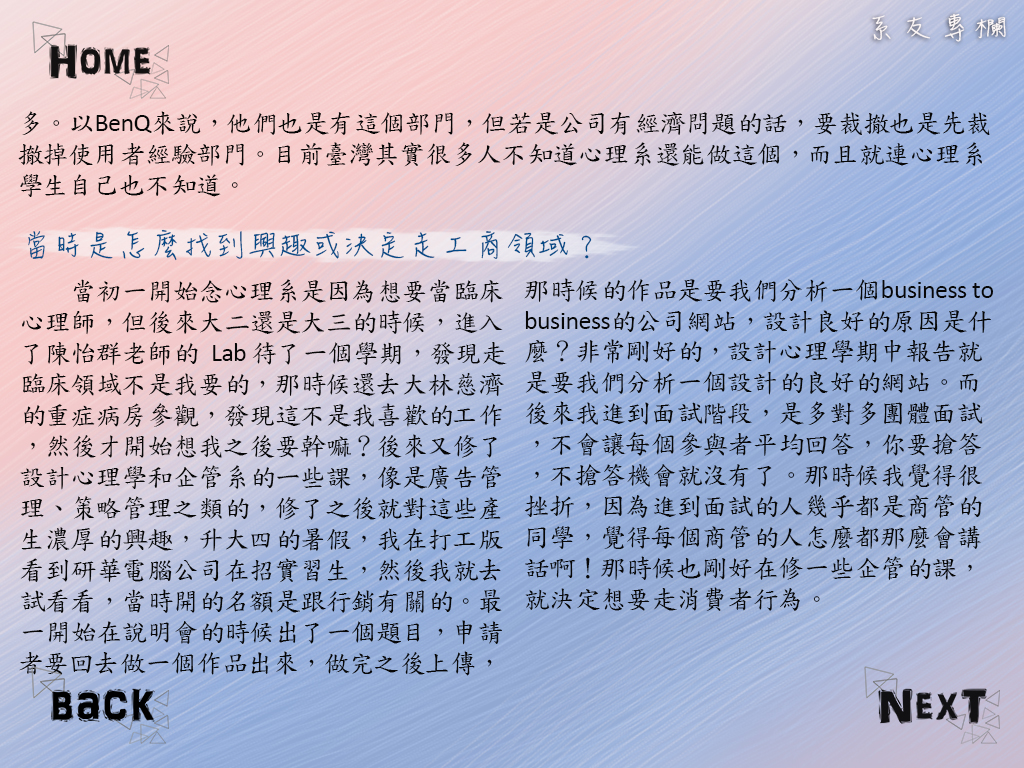 系友專欄
HOME
多。以BenQ來說，他們也是有這個部門，但若是公司有經濟問題的話，要裁撤也是先裁
撤掉使用者經驗部門。目前臺灣其實很多人不知道心理系還能做這個，而且就連心理系
學生自己也不知道。
當時是怎麼找到興趣或決定走工商領域？
當初一開始念心理系是因為想要當臨床
心理師，但後來大二還是大三的時候，進入
了陳怡群老師的 Lab 待了一個學期，發現走
臨床領域不是我要的，那時候還去大林慈濟
的重症病房參觀，發現這不是我喜歡的工作
，然後才開始想我之後要幹嘛？後來又修了
設計心理學和企管系的一些課，像是廣告管
理、策略管理之類的，修了之後就對這些產
生濃厚的興趣，升大四的暑假，我在打工版
看到研華電腦公司在招實習生，然後我就去
試看看，當時開的名額是跟行銷有關的。最
一開始在說明會的時候出了一個題目，申請
者要回去做一個作品出來，做完之後上傳，
那時候的作品是要我們分析一個business to
business的公司網站，設計良好的原因是什
麼？非常剛好的，設計心理學期中報告就
是要我們分析一個設計的良好的網站。而
後來我進到面試階段，是多對多團體面試
，不會讓每個參與者平均回答，你要搶答
，不搶答機會就沒有了。那時候我覺得很
挫折，因為進到面試的人幾乎都是商管的
同學，覺得每個商管的人怎麼都那麼會講
話啊！那時候也剛好在修一些企管的課，
就決定想要走消費者行為。
BACK
NEXT